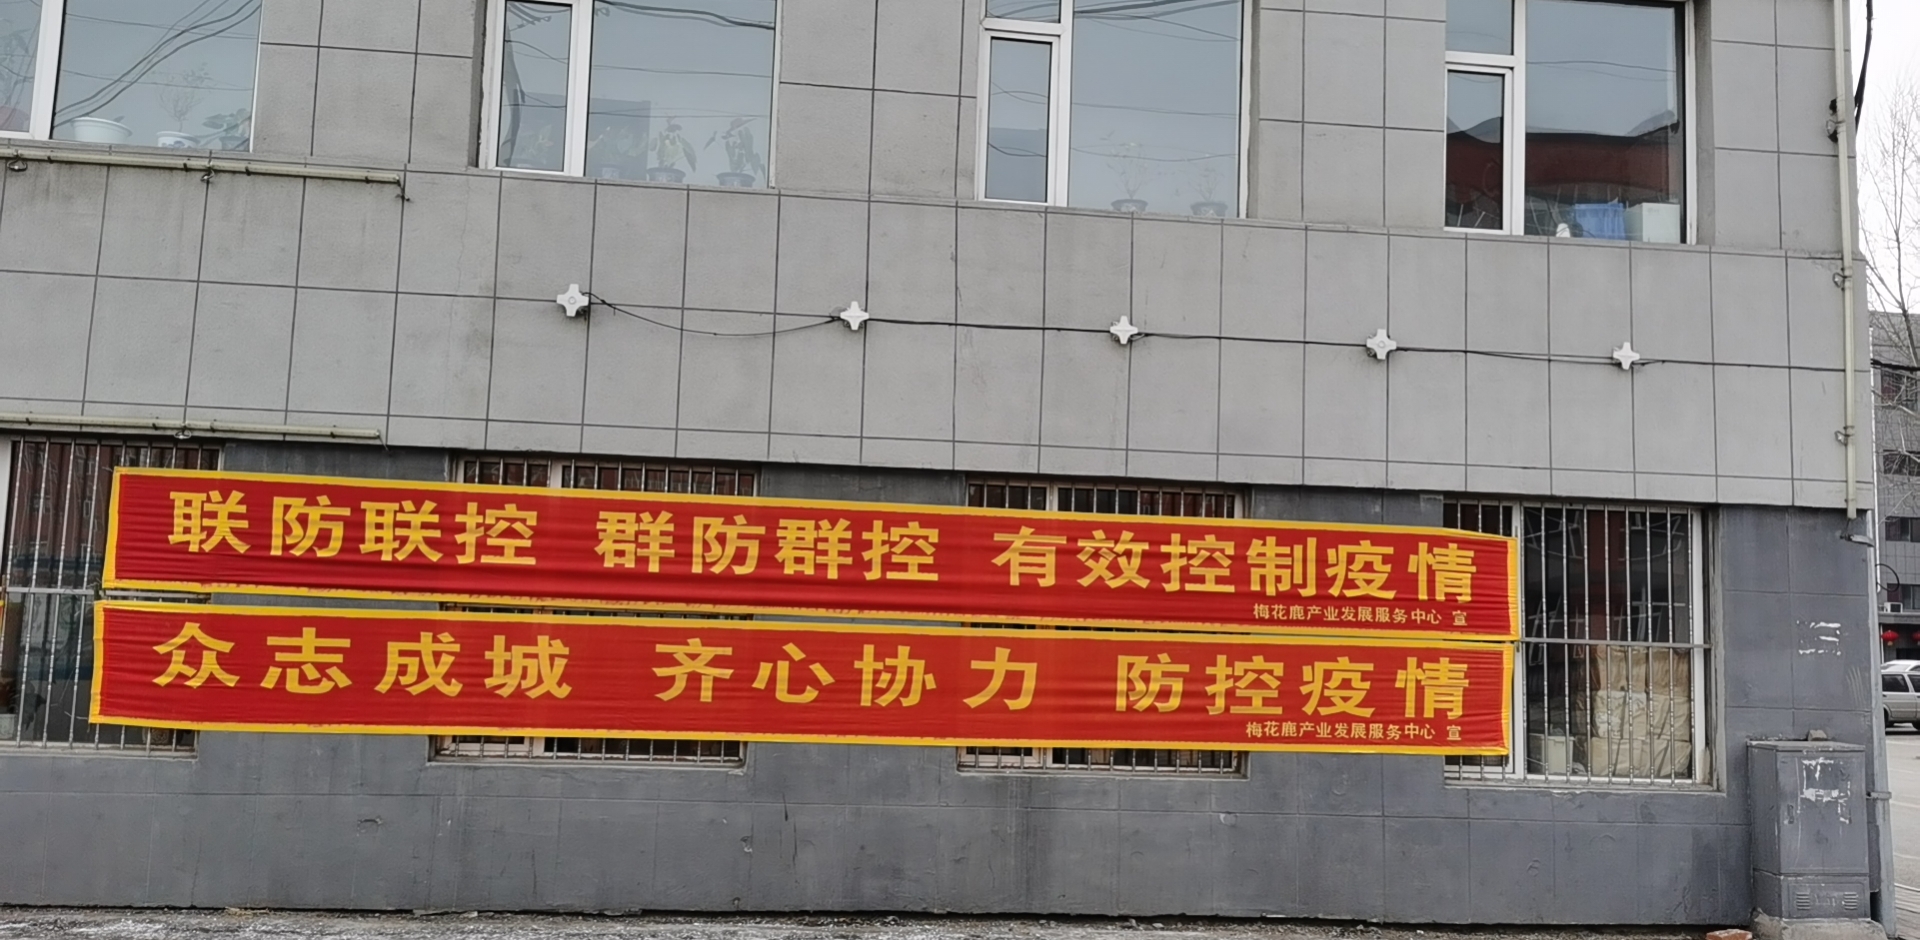 联防联控 群防群控 有效控制疫情
梅花鹿产业发展服务中心 宣
众志成城 齐心协力 防控疫情
梅花鹿产业发展服务中心 宣